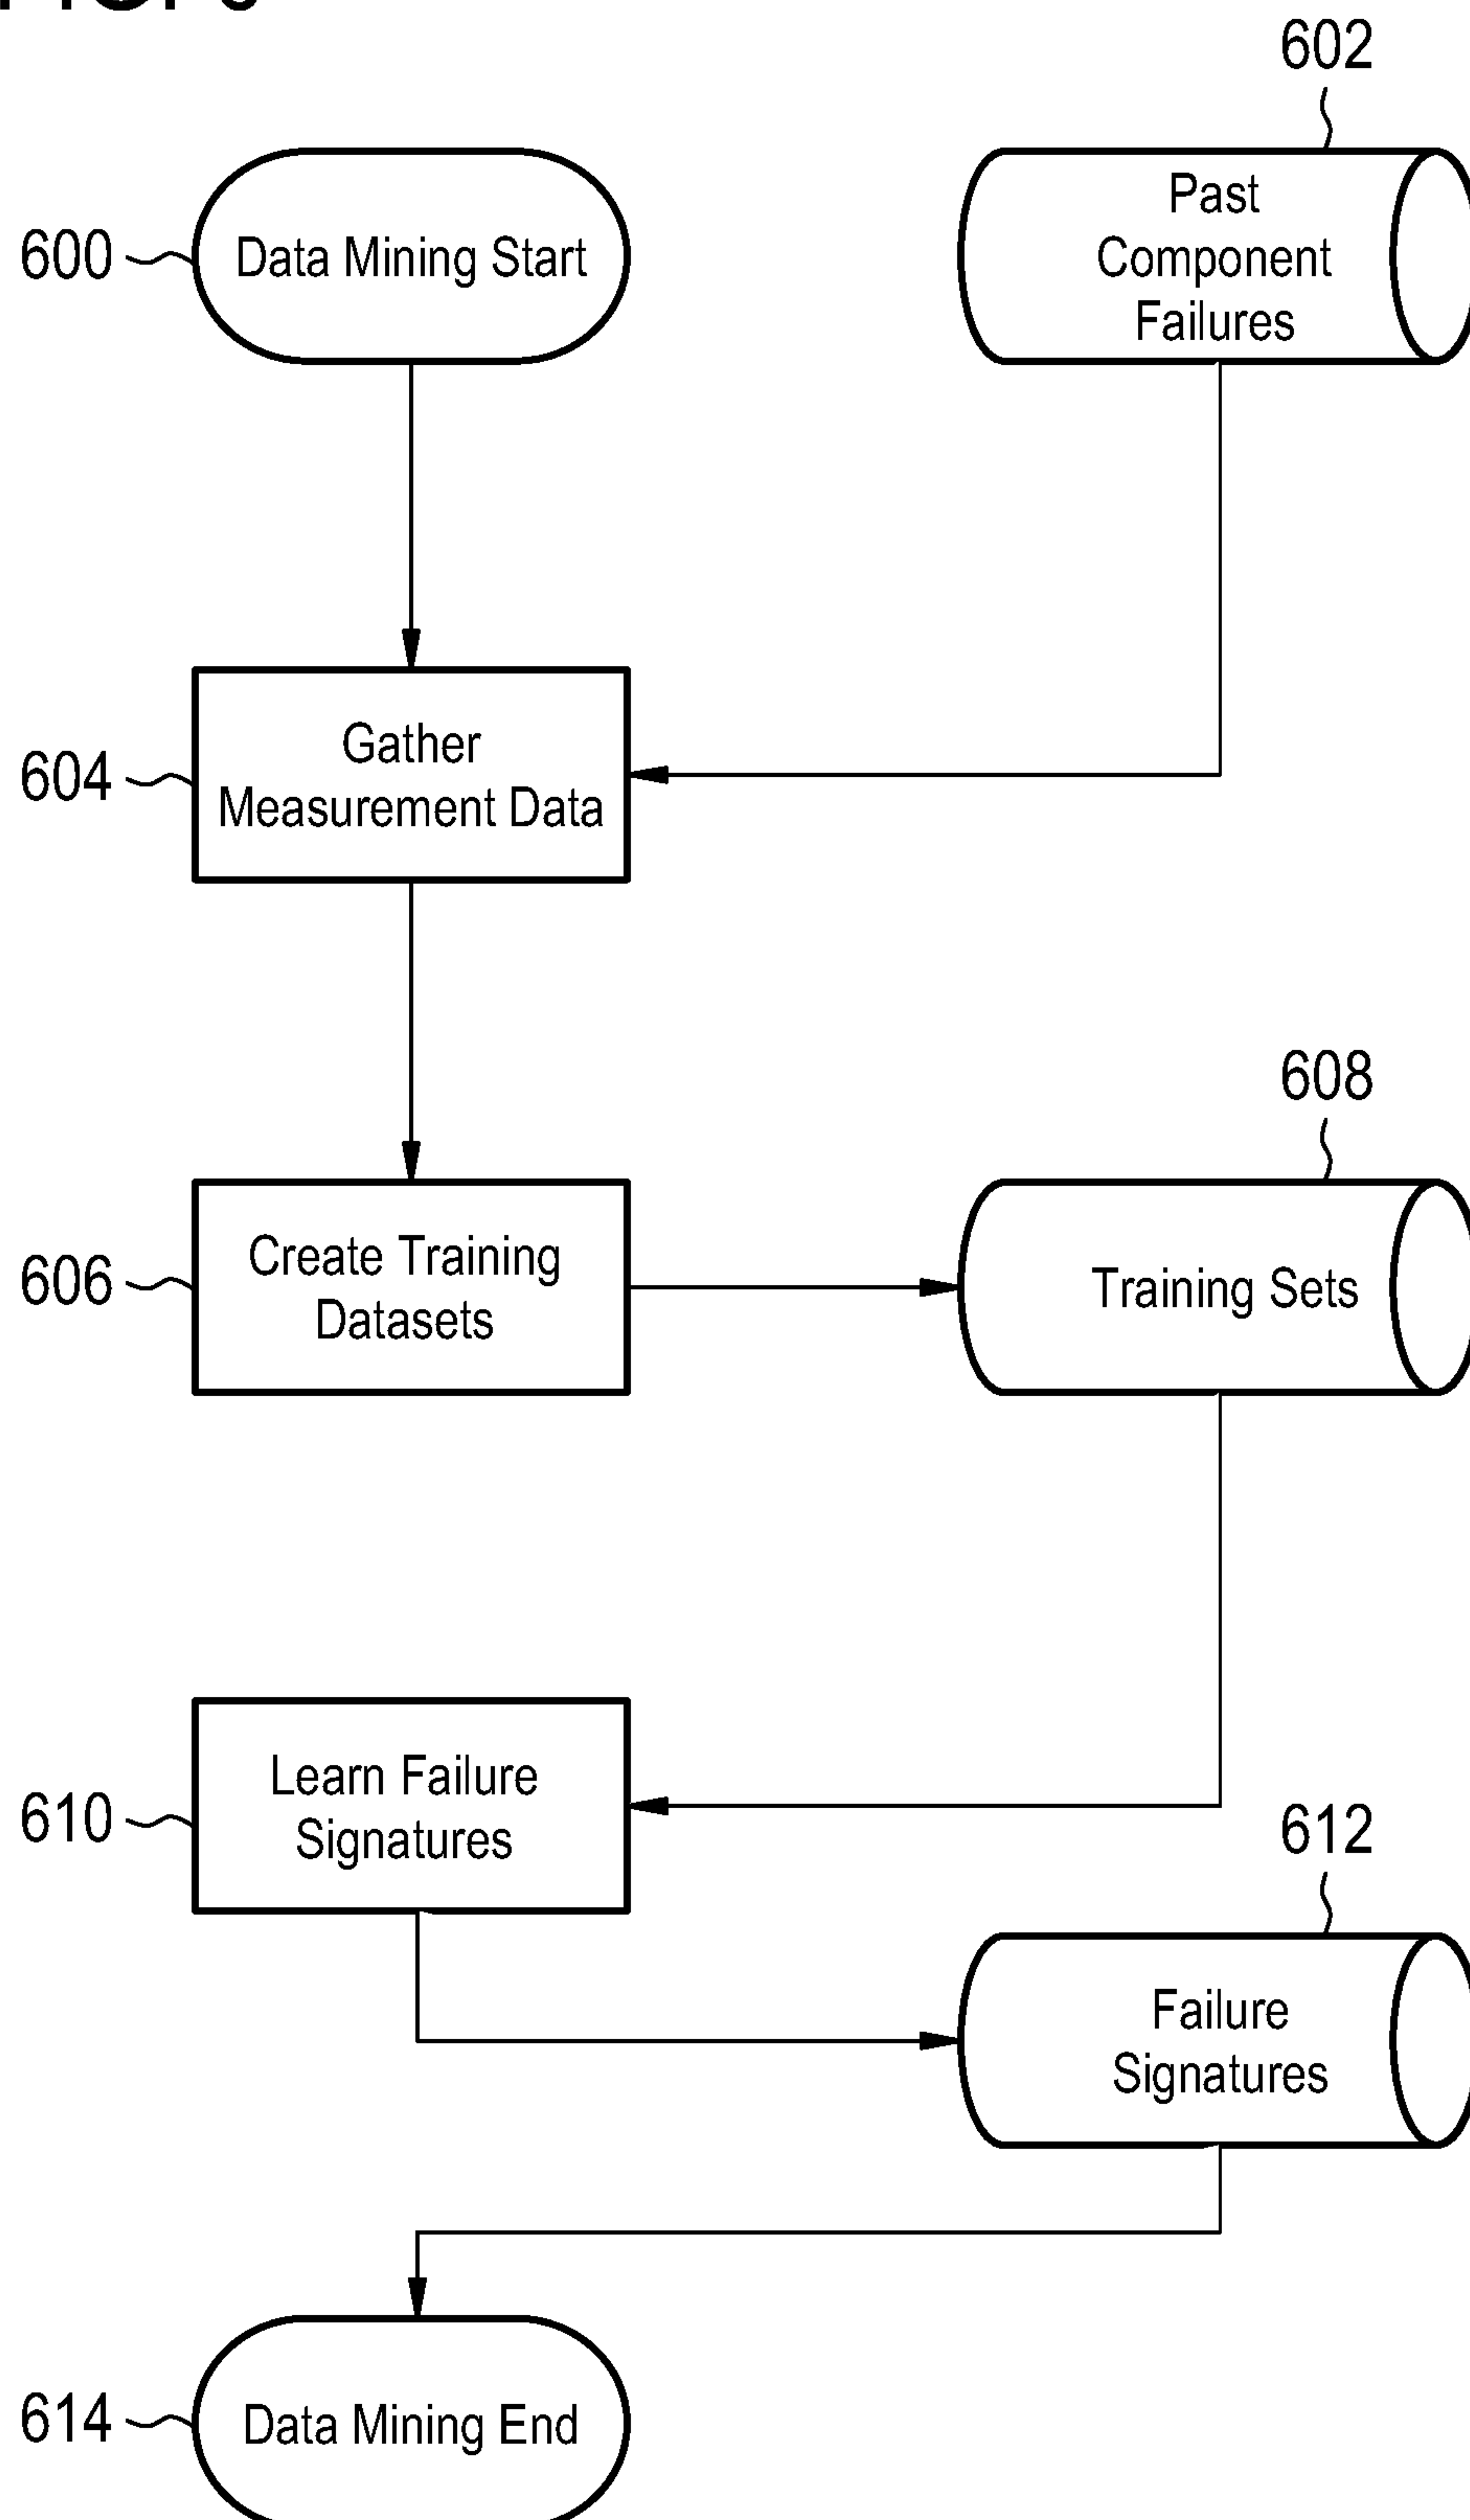 602
600
Data Mining Start
Past
Component
Failures
604
Gather
Measurement Data
608
606
Create Training
Datasets
Training Sets
610
Learn Failure
Signatures
612
Failure
Signatures
614
Data Mining End